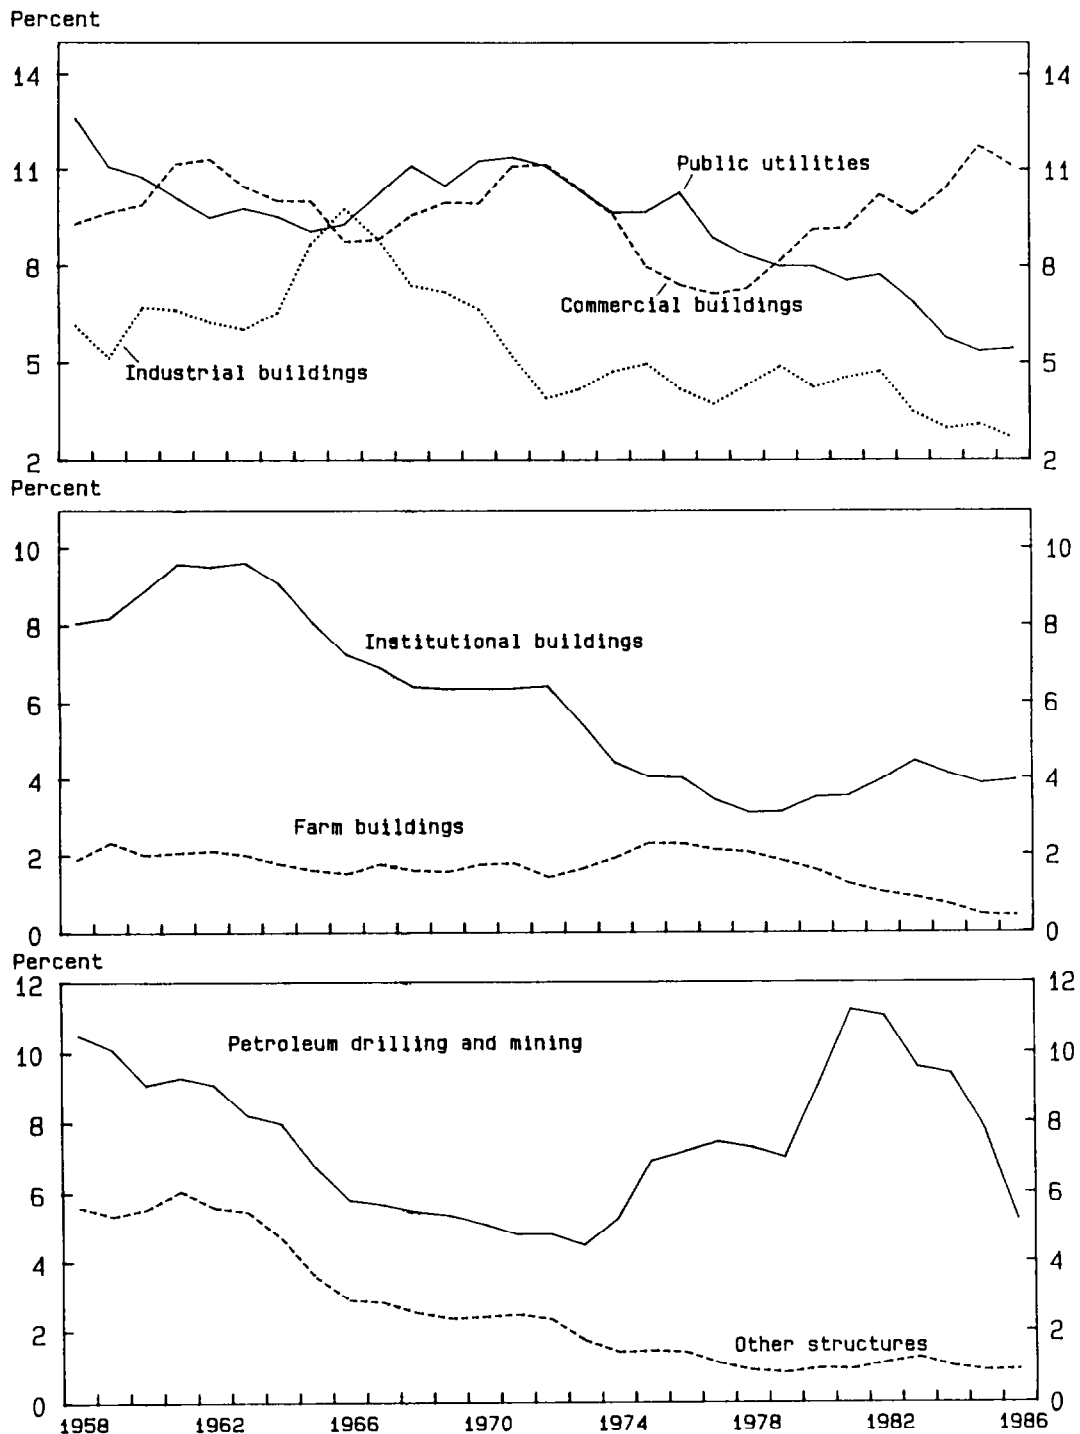 Percent
14 14
11 11
Public utilities
8 8
Commercial buildings
5 5
Industrial buildings
2 2
Percent
10 10
8 8
Institutional buildings
6 6
4 4
Farm buildings
2 2
0 0
Percent
12 12
Petroleum drilling and mining
10 10
8 8
6 6
4 4
2 2
Other structures
0 0
1958 1962 1966 1970 1974 1978 1982 1986